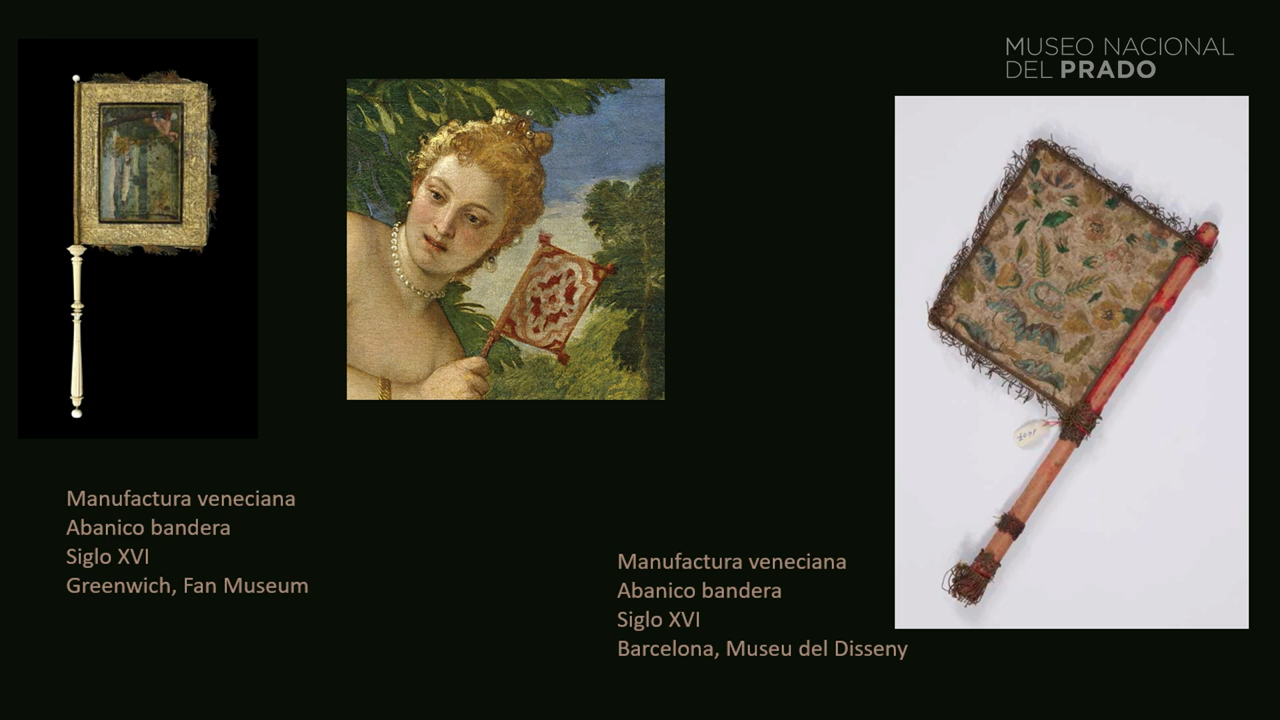 MUSEO NACIONAL
DEL PRADO
Manufactura veneciana
Abanico bandera
Siglo XVI
Greenwich, Fan Museum
Manufactura veneciana
Abanico bandera
Siglo XVI
Barcelona, Museu del Disseny